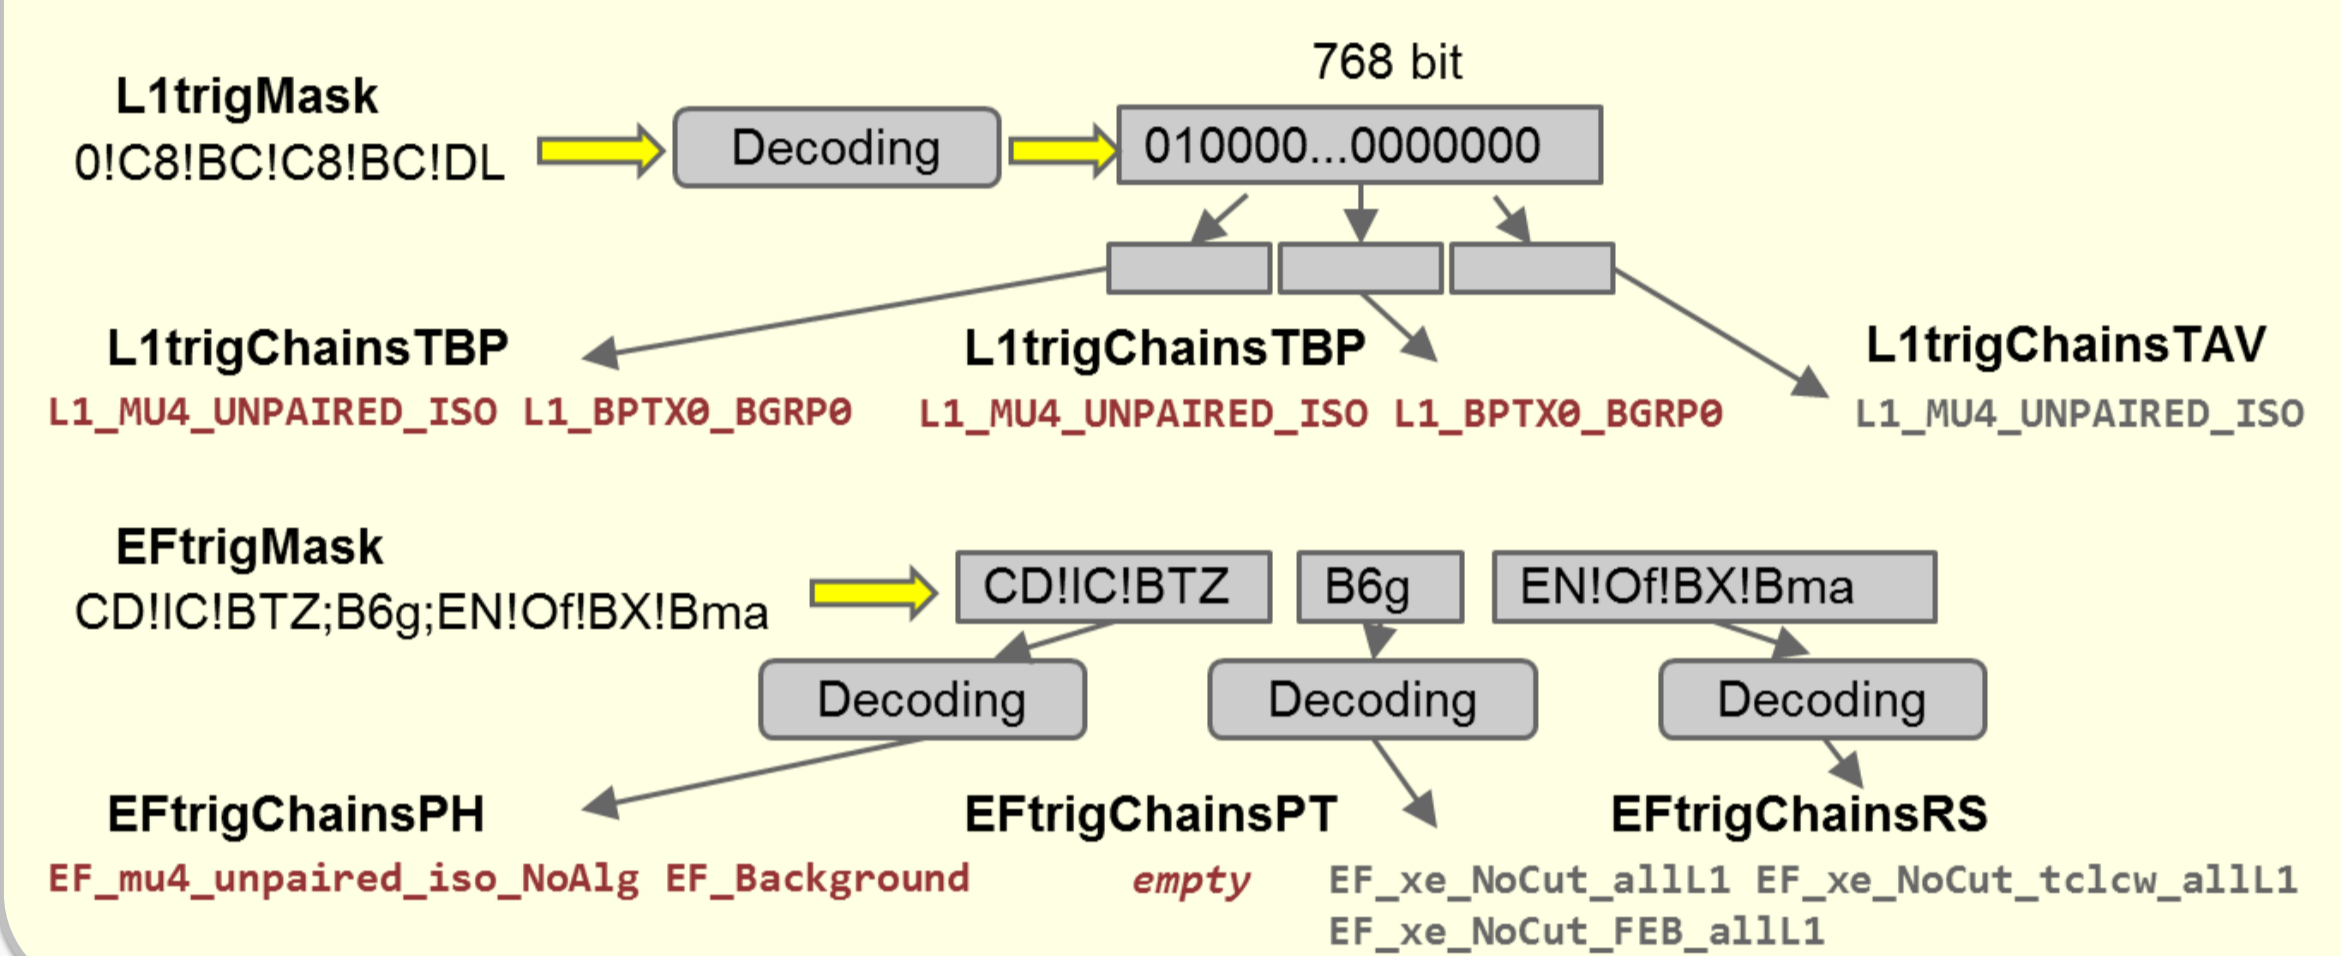 768 bit
L1trigMask
0!C8!BC!C8!BC!DL
Decoding
010000...0000000
L1trigChainsTBP
L1trigChainsTBP
L1trigChainsTAV
L1_MU4_UNPAIRED_ISO L1_BPTX0_BGRP0
L1_MU4_UNPAIRED_ISO L1_BPTX0_BGRP0
L1_MU4_UNPAIRED_ISO
EFtrigMask
CD!IC!BTZ;B6g;EN!Of!BX!Bma
CD!IC!BTZ
B6g
EN!Of!BX!Bma
Decoding
Decoding
Decoding
EFtrigChainsPH
EFtrigChainsPT
EFtrigChainsRS
EF_mu4_unpaired_iso_NoAlg EF_Background
empty
EF_xe_NoCut_allL1 EF_xe_NoCut_tclcw_allL1
EF_xe_NoCut_FEB_allL1